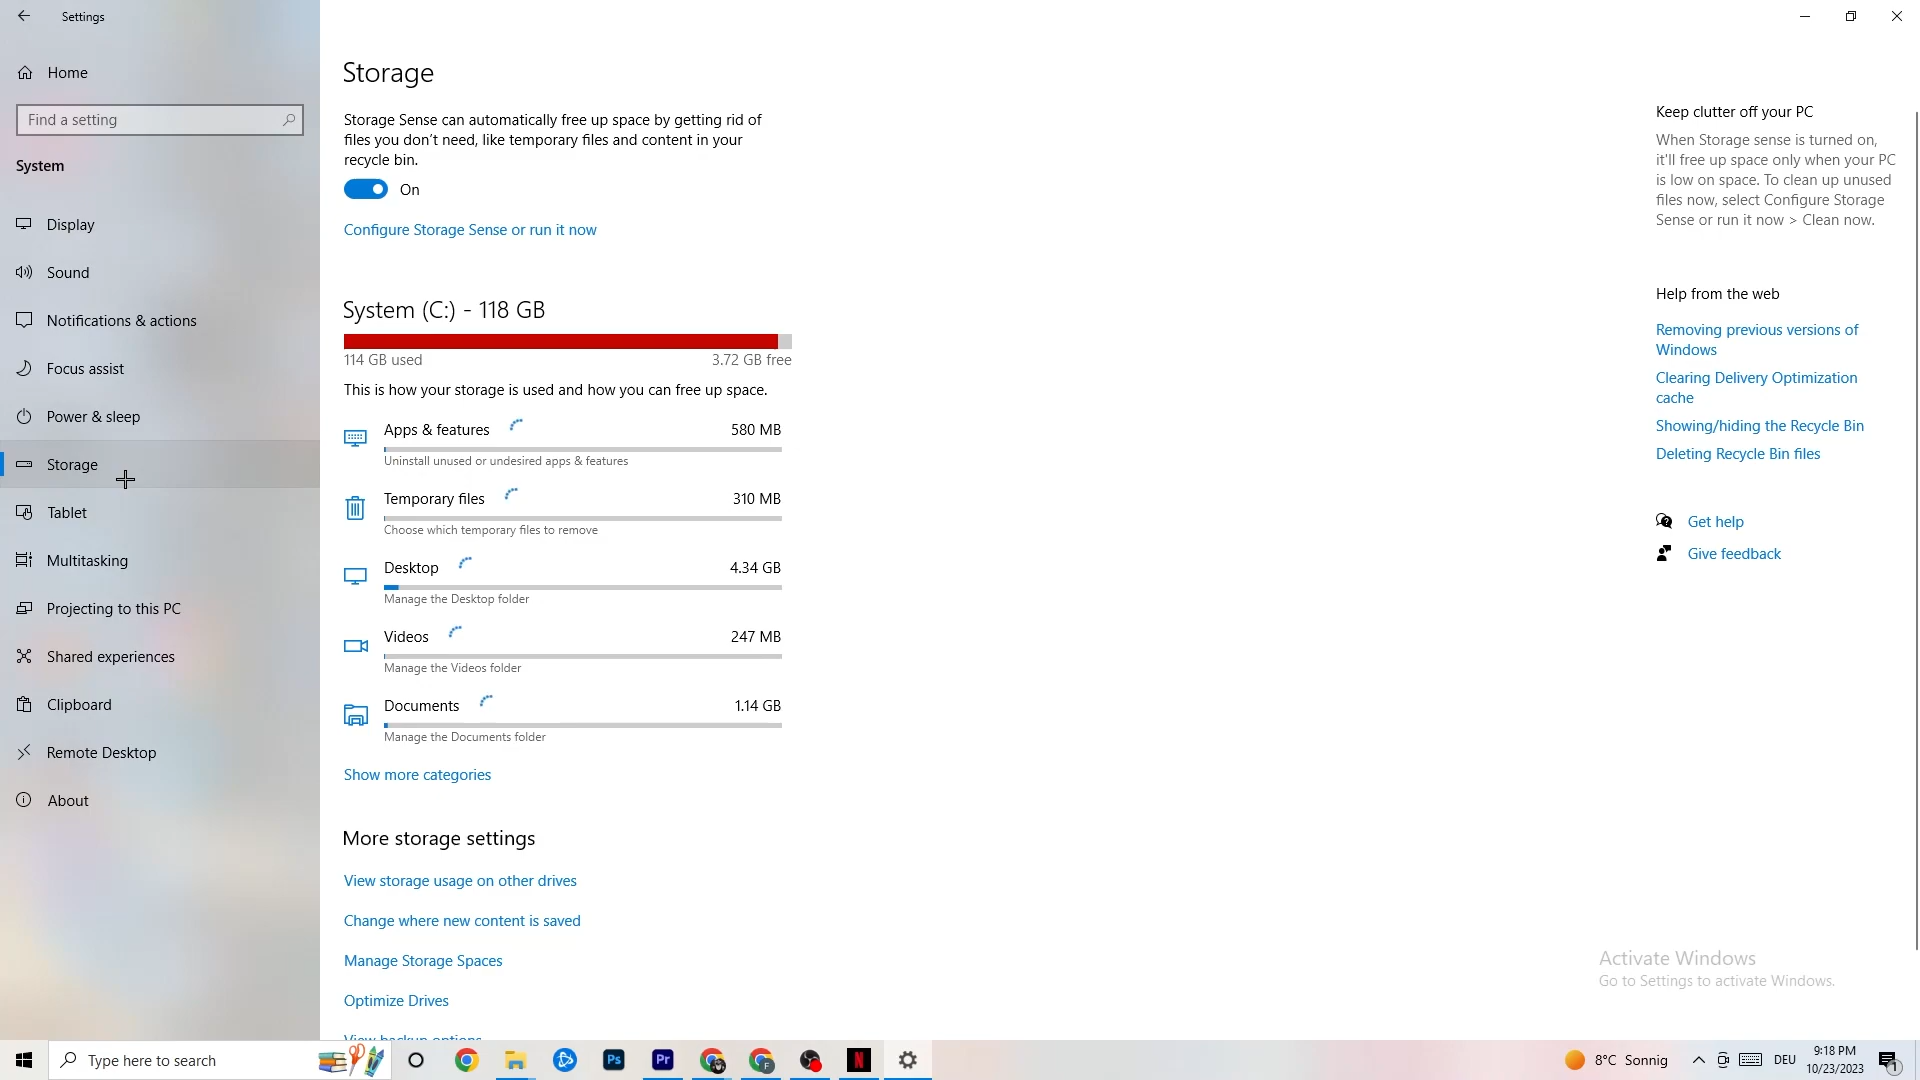 Settings
Home
Find a setting
System
Display
Sound
Notifications & actions
Focus assist
Power & sleep
Storage
Tablet
Multitasking
Projecting to this PC
Shared experiences
Clipboard
Remote Desktop
About
Storage
Storage Sense can automatically free up space by getting rid of
files you don’t need, like temporary files and content in your
recycle bin.
On
Configure Storage Sense or run it now
System (C:) - 118 GB
114 GB used
3.72 GB free
This is how your storage is used and how you can free up space.
Apps & features
580 MB
Uninstall unused or undesired apps & features
Temporary files
310 MB
Choose which temporary files to remove
Desktop
4.34 GB
Manage the Desktop folder
Videos
247 MB
Manage the Videos folder
Documents
1.14 GB
Manage the Documents folder
Show more categories
More storage settings
View storage usage on other drives
Change where new content is saved
Manage Storage Spaces
Optimize Drives
View backup options
Keep clutter off your PC
When Storage sense is turned on,
it'll free up space only when your PC
is low on space. To clean up unused
files now, select Configure Storage
Sense or run it now > Clean now.
Help from the web
Removing previous versions of
Windows
Clearing Delivery Optimization
cache
Showing/hiding the Recycle Bin
Deleting Recycle Bin files
Get help
Give feedback
Activate Windows
Go to Settings to activate Windows.
Type here to search
Ps
Pr
F
N
8°C Sonnig
DEU
9:18 PM
10/23/2023
1